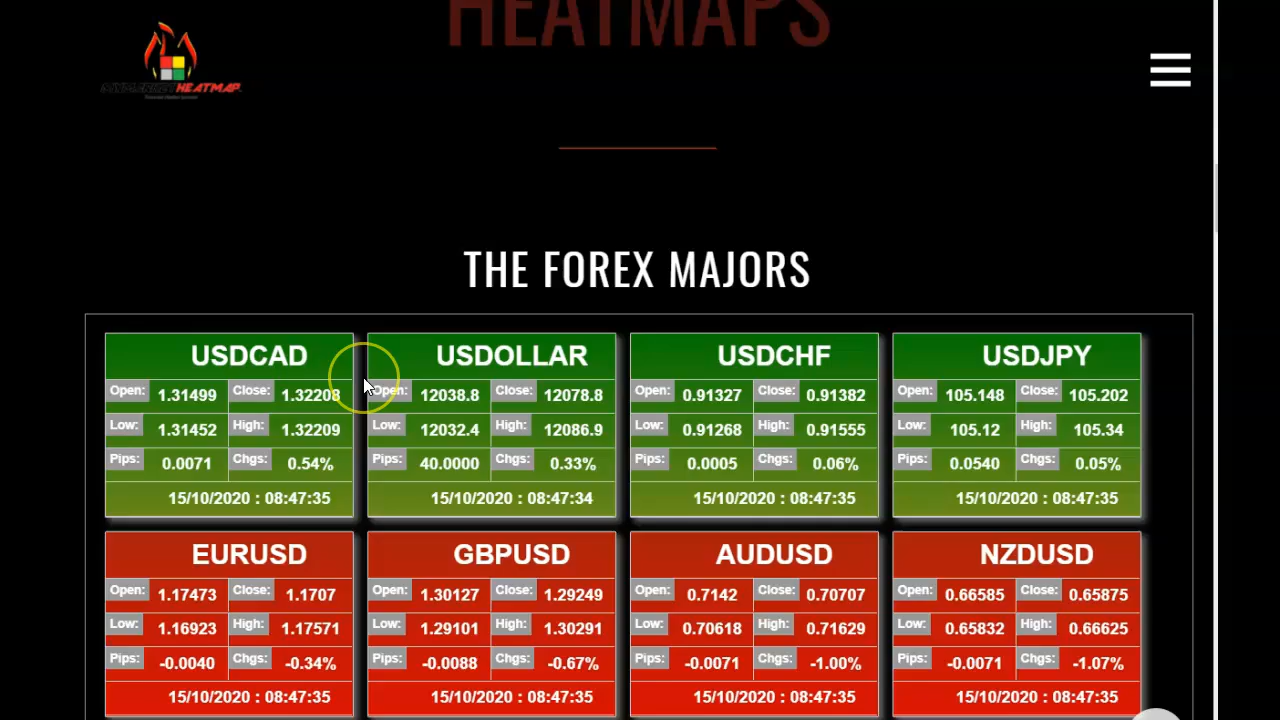 HEATMAPS
HEATMAP
THE FOREX MAJORS
USDCAD USDOLLAR USDCHF USDJPY
Open: 1.31499 Close: 1.32208 Open: 12038.8 Close: 12078.8 Open: 0.91327 Close: 0.91382 Open: 105.148 Close: 105.202
Low: 1.31452 High: 1.32209 Low: 12032.4 High: 12086.9 Low: 0.91268 High: 0.91555 Low: 105.12 High: 105.34
Pips: 0.0071 Chgs: 0.54% Pips: 40.0000 Chgs: 0.33% Pips: 0.0005 Chgs: 0.06% Pips: 0.0540 Chgs: 0.05%
15/10/2020 : 08:47:35 15/10/2020 : 08:47:34 15/10/2020 : 08:47:35 15/10/2020 : 08:47:35
EURUSD GBPUSD AUDUSD NZDUSD
Open: 1.17473 Close: 1.1707 Open: 1.30127 Close: 1.29249 Open: 0.7142 Close: 0.70707 Open: 0.66585 Close: 0.65875
Low: 1.16923 High: 1.17571 Low: 1.29101 High: 1.30291 Low: 0.70618 High: 0.71629 Low: 0.65832 High: 0.66625
Pips: -0.0040 Chgs: -0.34% Pips: -0.0088 Chgs: -0.67% Pips: -0.0071 Chgs: -1.00% Pips: -0.0071 Chgs: -1.07%
15/10/2020 : 08:47:35 15/10/2020 : 08:47:35 15/10/2020 : 08:47:35 15/10/2020 : 08:47:35